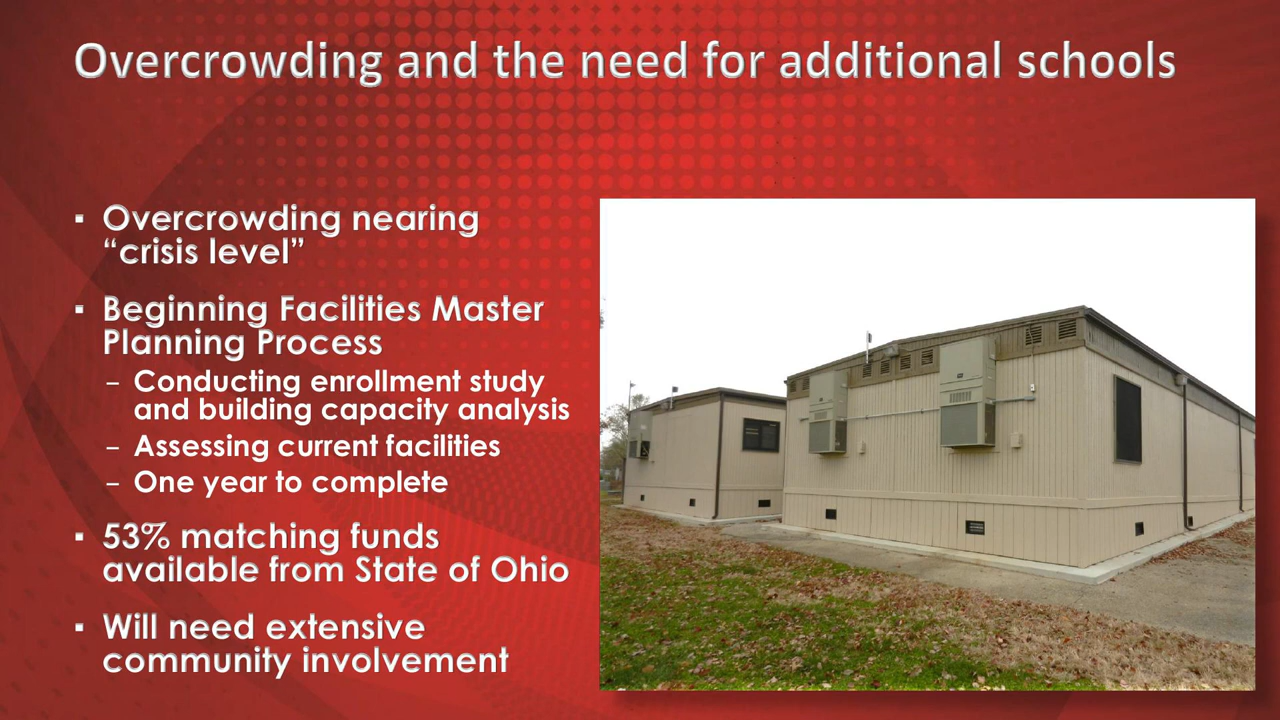 Overcrowding and the need for additional schools
▪ Overcrowding nearing
“crisis level”
▪ Beginning Facilities Master
Planning Process
– Conducting enrollment study
and building capacity analysis
– Assessing current facilities
– One year to complete
▪ 53% matching funds
available from State of Ohio
▪ Will need extensive
community involvement